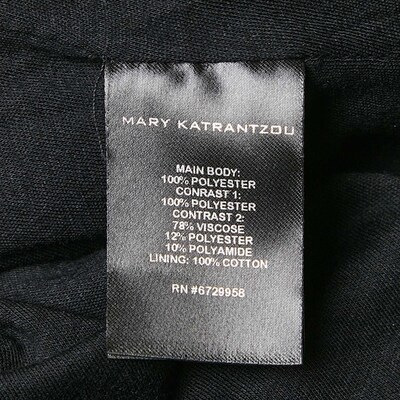 MARY KATRANTZOU
MAIN BODY:
100% POLYESTER
CONRAST 1:
100% POLYESTER
CONTRAST 2:
78% VISCOSE
12% POLYESTER
10% POLYAMIDE
LINING: 100% COTTON
RN #6729958